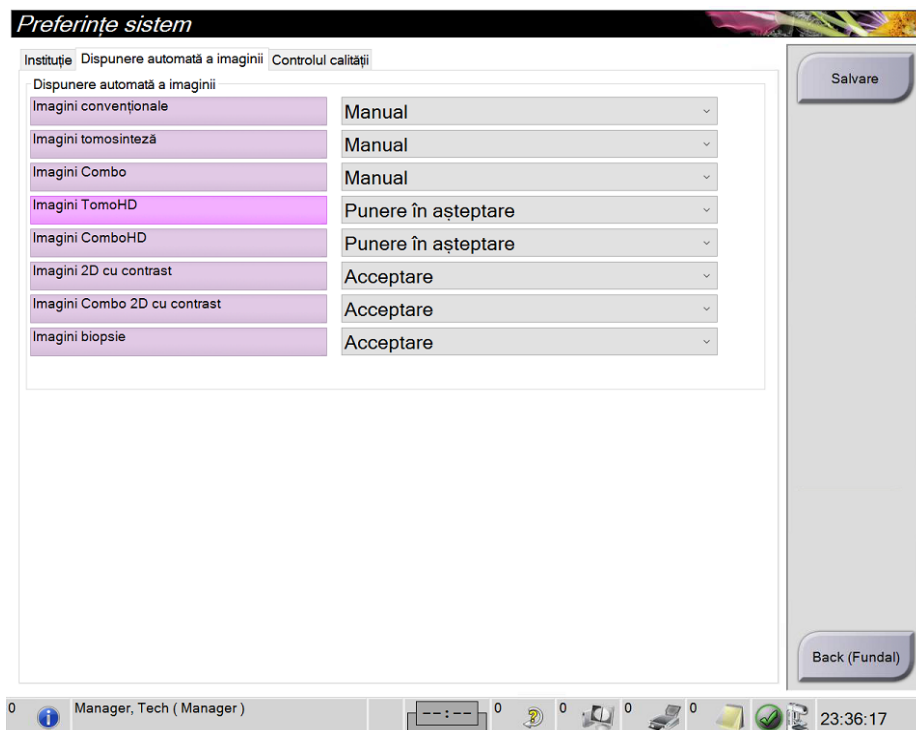 Preferințe sistem
Instituție Dispunere automată a imaginii Controlul calității
Dispunere automată a imaginii
Imagini convenționale Manual
Imagini tomosinteză Manual
Imagini Combo Manual
Imagini TomoHD Punere în așteptare
Imagini ComboHD Punere în așteptare
Imagini 2D cu contrast Acceptare
Imagini Combo 2D cu contrast Acceptare
Imagini biopsie Acceptare
Salvare
Back (Fundal)
0 Manager, Tech ( Manager ) --:-- 0 0 0 0 23:36:17